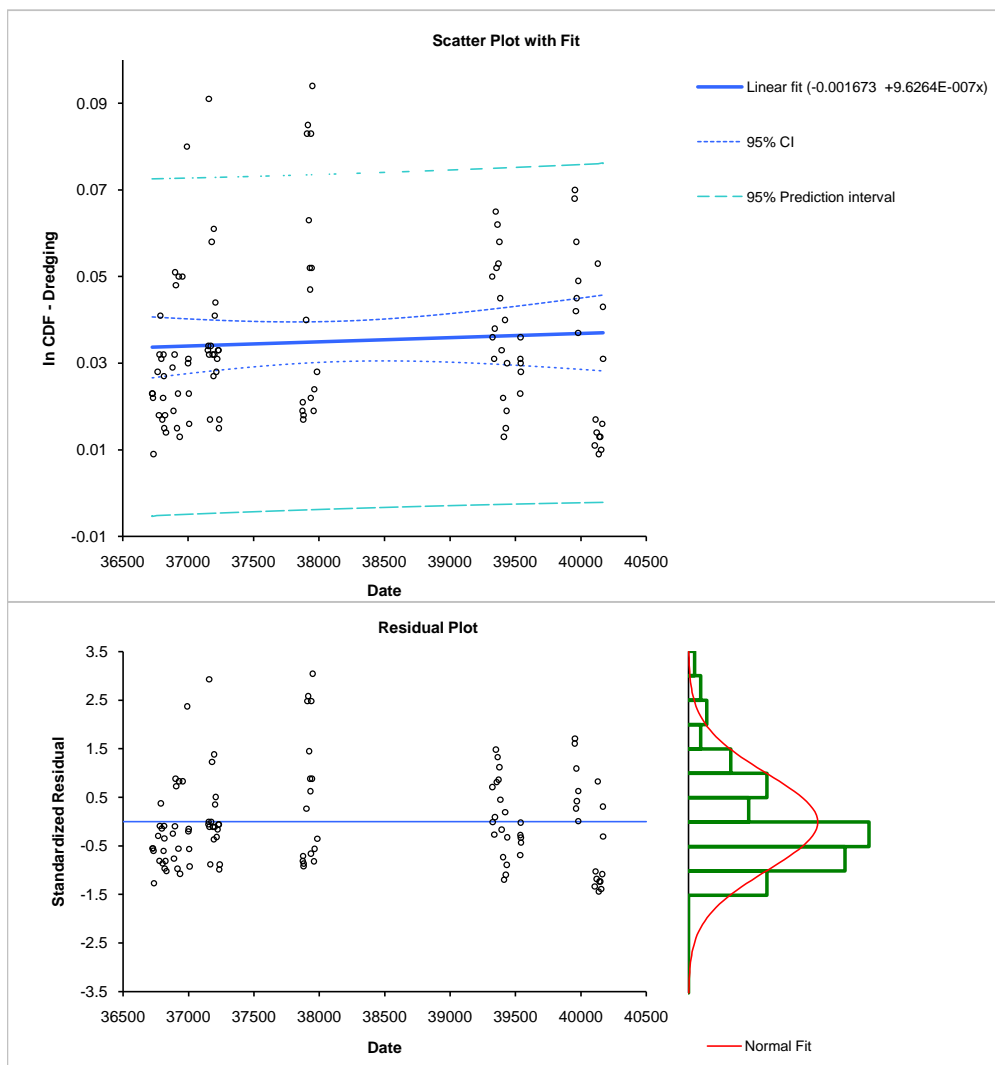 Scatter Plot with Fit
Linear fit (-0.001673 +9.6264E-007x)
95% CI
95% Prediction interval
In CDF - Dredging
0.09
0.07
0.05
0.03
0.01
-0.01
36500 37000 37500 38000 38500 39000 39500 40000 40500
Date
Residual Plot
Standardized Residual
3.5
2.5
1.5
0.5
-0.5
-1.5
-2.5
-3.5
36500 37000 37500 38000 38500 39000 39500 40000 40500
Date
Normal Fit